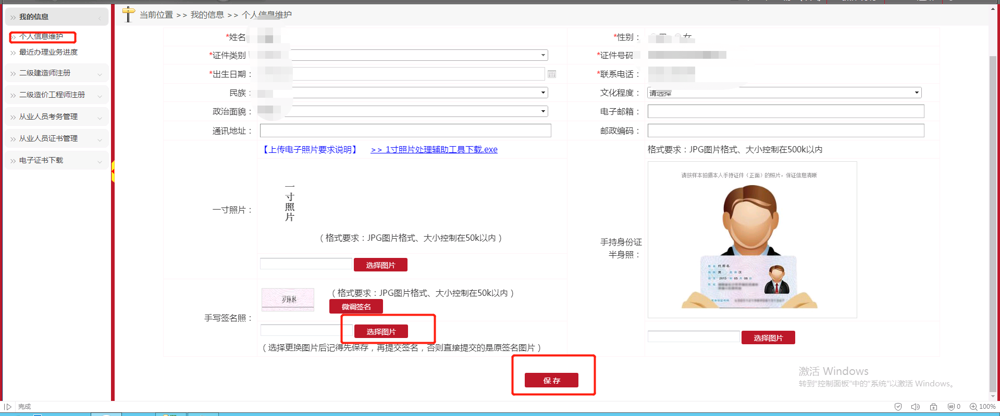 我的信息
个人信息维护
最近办理业务进度
二级建造师注册
二级造价工程师注册
从业人员考务管理
从业人员证书管理
电子证书下载
当前位置 >> 我的信息 >> 个人信息维护
*姓名
*性别：
女
*证件类别
*证件号码
*出生日期：
*联系电话：
民族：
文化程度：
请选择
政治面貌：
电子邮箱：
通讯地址：
邮政编码：
【上传电子照片要求说明】 >> 1寸照片处理辅助工具下载.exe
格式要求：JPG图片格式、大小控制在500k以内
一寸照片：
一寸照片
（格式要求：JPG图片格式、大小控制在50k以内）
选择图片
手持身份证
半身照：
请按样本拍摄本人手持证件（正面）的照片，保证信息清晰
代用名
男
汉
2013 年 05 月 06 日
选择图片
手写签名照：
罗琳琳
（格式要求：JPG图片格式、大小控制在50k以内）
微调签名
选择图片
（选择更换图片后记得先保存，再提交签名，否则直接提交的是原签名图片）
保 存
激活 Windows
转到"控制面板"中的"系统"以激活 Windows。
完成
0
100%